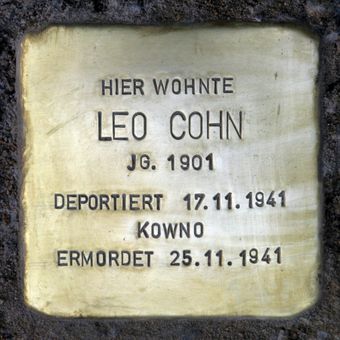 HIER WOHNTE
LEO COHN
JG. 1901
DEPORTIERT 17.11.1941
KOWNO
ERMORDET 25.11.1941